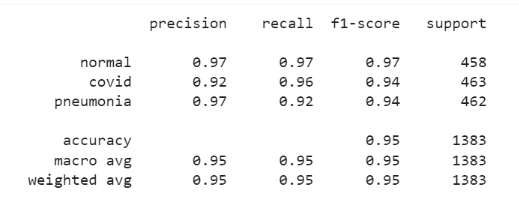 precision recall f1-score support
normal 0.97 0.97 0.97 458
covid 0.92 0.96 0.94 463
pneumonia 0.97 0.92 0.94 462
accuracy 0.95 1383
macro avg 0.95 0.95 0.95 1383
weighted avg 0.95 0.95 0.95 1383